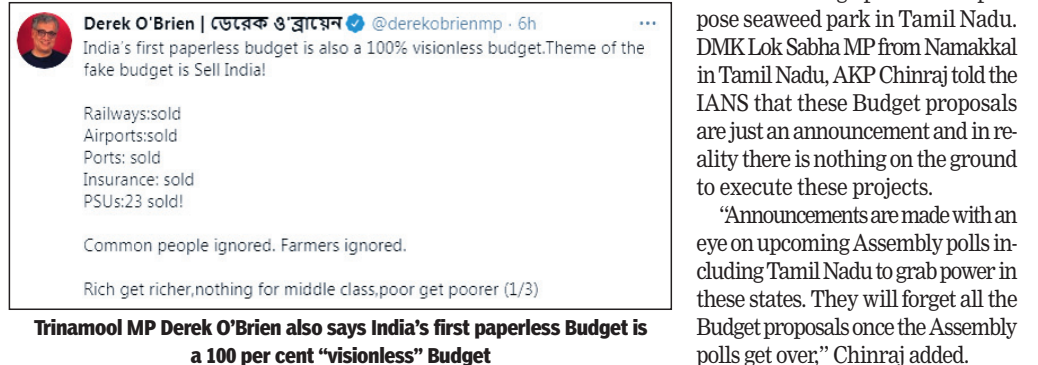 Derek O'Brien | ডেরেক ও'ব্রায়েন @derekobrienmp · 6h
India's first paperless budget is also a 100% visionless budget.Theme of the
fake budget is Sell India!
Railways:sold
Airports:sold
Ports: sold
Insurance: sold
PSUs:23 sold!
Common people ignored. Farmers ignored.
Rich get richer,nothing for middle class,poor get poorer (1/3)
Trinamool MP Derek O'Brien also says India's first paperless Budget is
a 100 per cent “visionless” Budget
pose seaweed park in Tamil Nadu.
DMK Lok Sabha MP from Namakkal
in Tamil Nadu, AKP Chinraj told the
IANS that these Budget proposals
are just an announcement and in re-
ality there is nothing on the ground
to execute these projects.
“Announcements are made with an
eye on upcoming Assembly polls in-
cluding Tamil Nadu to grab power in
these states. They will forget all the
Budget proposals once the Assembly
polls get over,” Chinraj added.